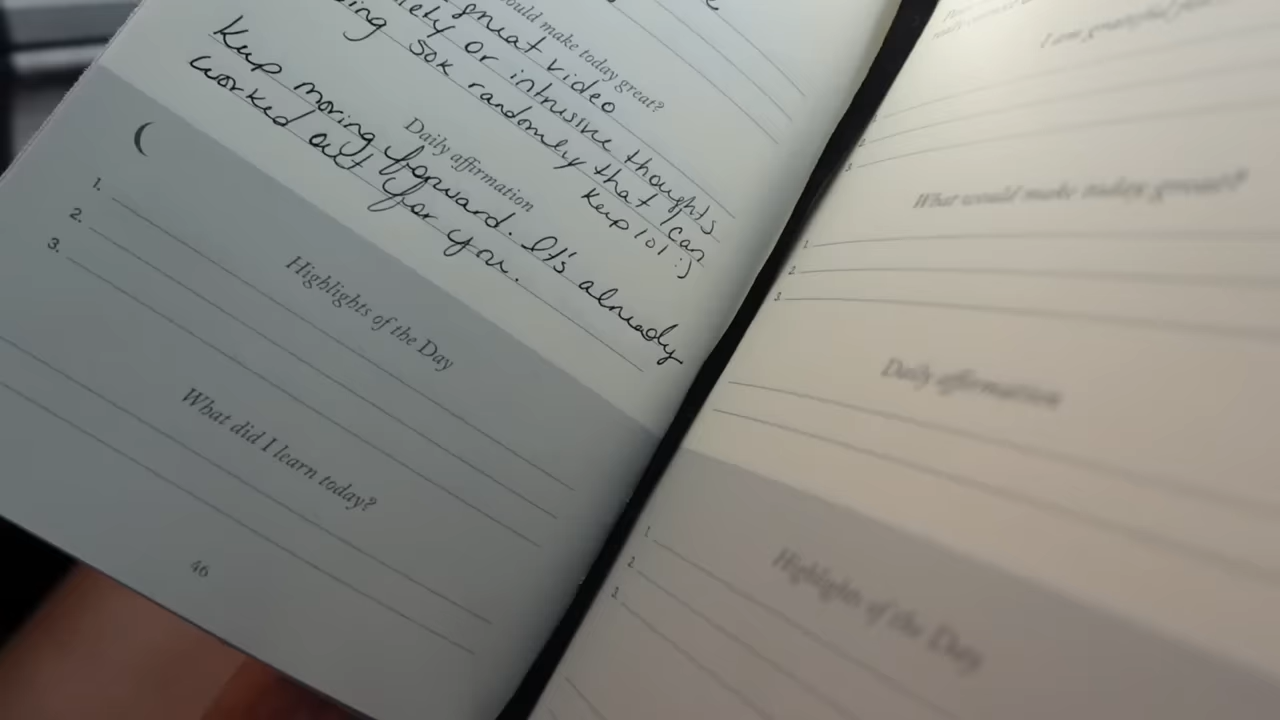 ould make today great?
great video
iety or intrusive thoughts
ing 50K randomly that I can
Keep lol :)
Daily affirmation
Keep moving forward. It's already
worked out for you.
Highlights of the Day
1.
2.
3.
What did I learn today?
46
I am grateful for
2.
3.
What would make today great?
1.
2.
3.
Daily affirmation
Highlights of the Day
1.
2.
3.